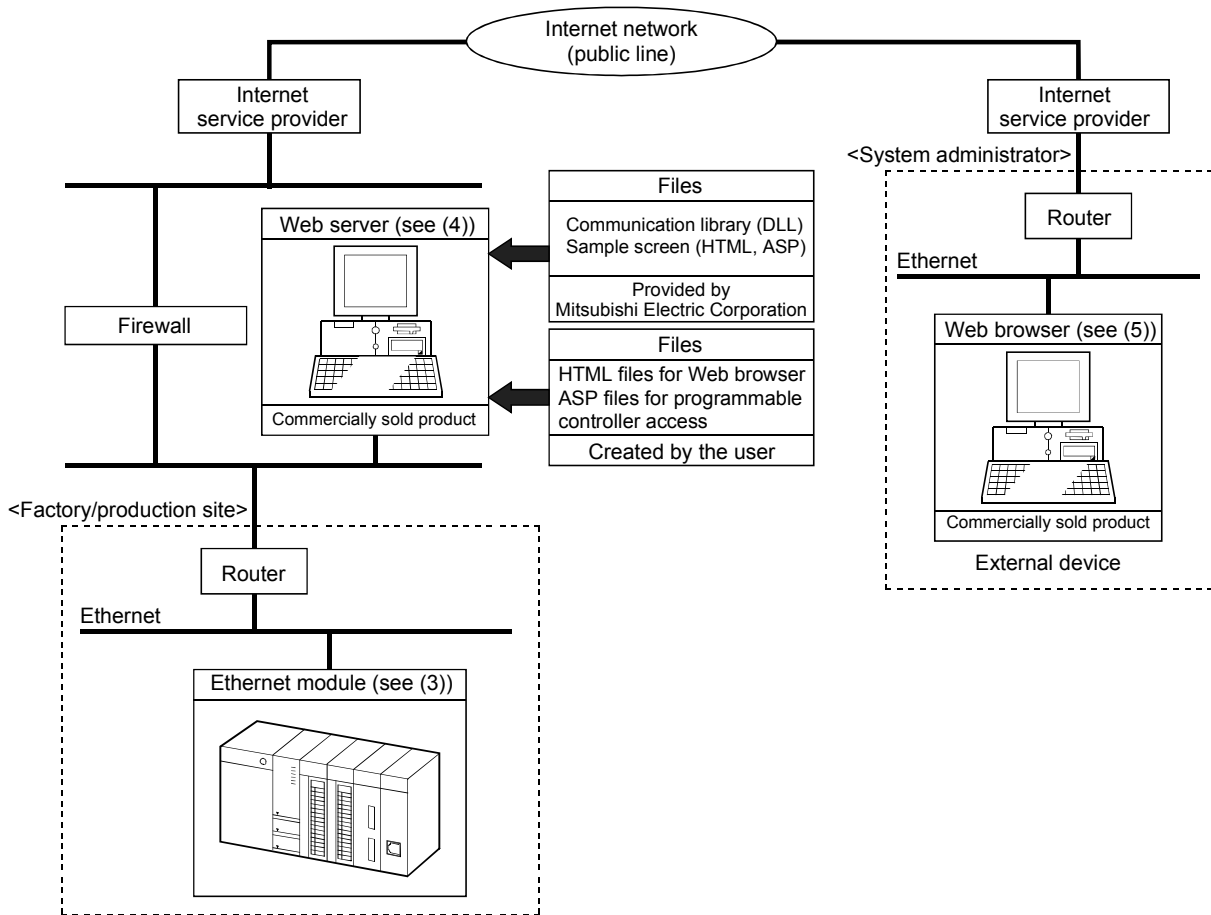 Internet network
(public line)
Internet
service provider
Internet
service provider
<System administrator>
Files
Communication library (DLL)
Sample screen (HTML, ASP)
Provided by
Mitsubishi Electric Corporation
Web server (see (4))
Commercially sold product
Firewall
Files
HTML files for Web browser
ASP files for programmable
controller access
Created by the user
Router
Ethernet
Web browser (see (5))
Commercially sold product
External device
<Factory/production site>
Router
Ethernet
Ethernet module (see (3))